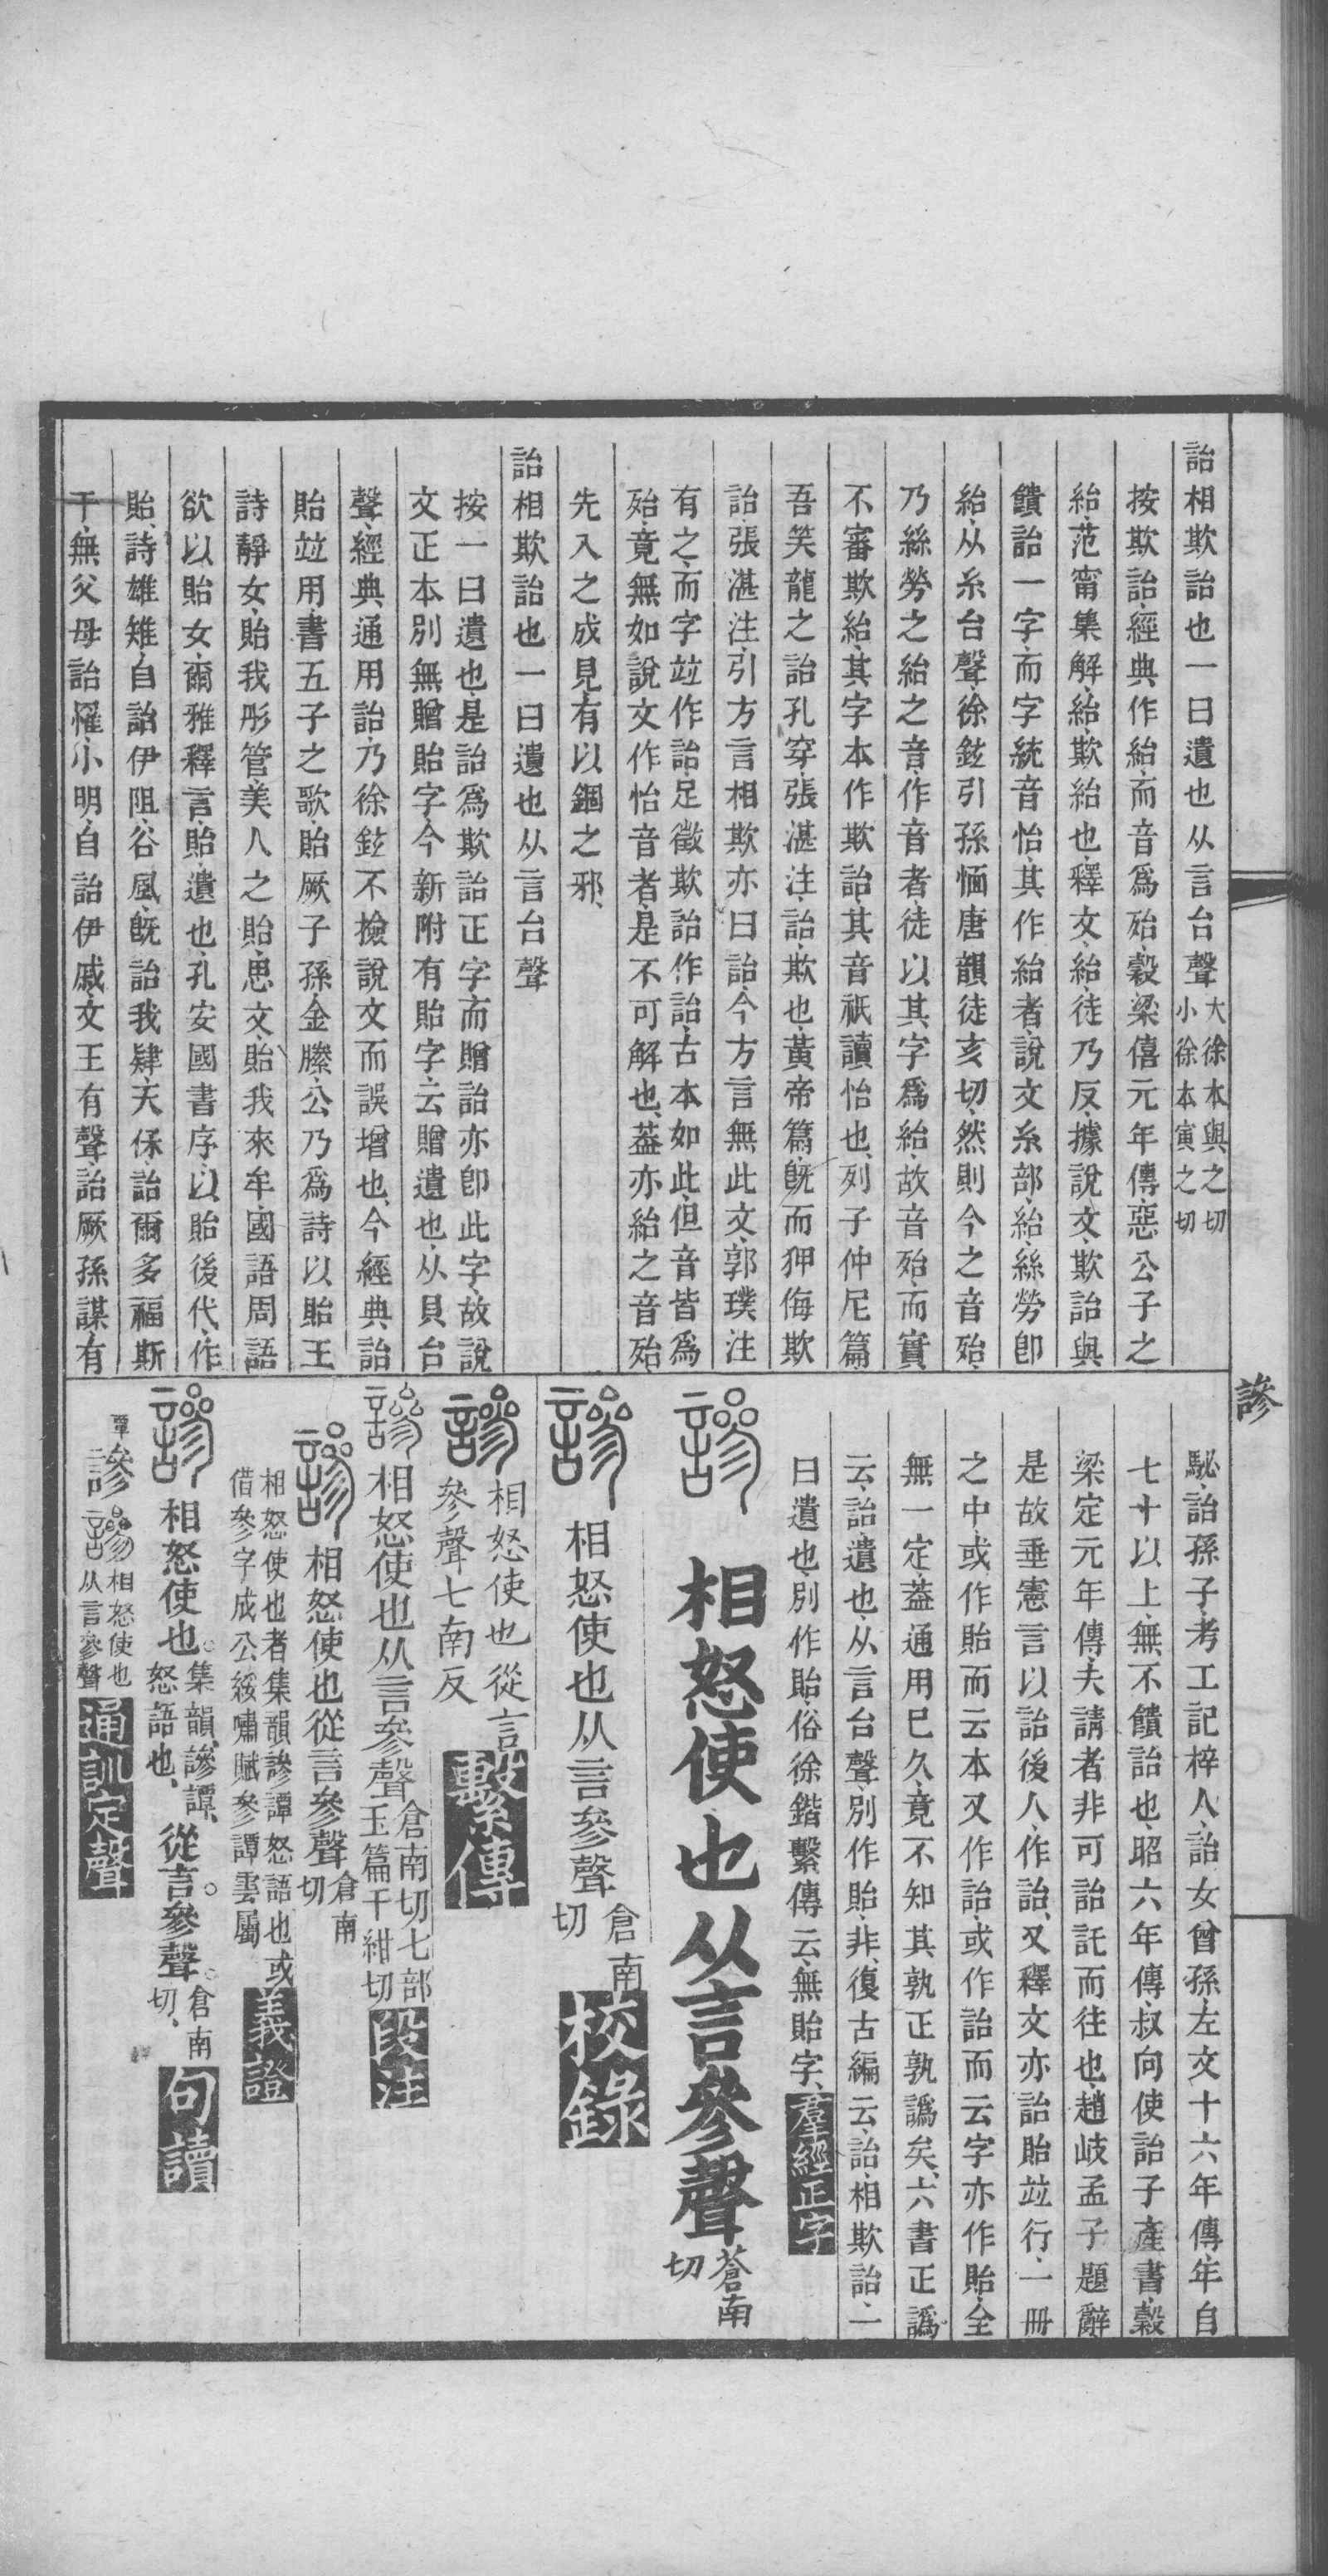 詒相欺詒也一曰遺也从言台聲
大徐本與之切
小徐本寅之切
按欺詒、經典作紿、而音爲殆、穀梁僖元年傳、惡公子之
紿、范甯集解、紿、欺紿也、釋文、紿、徒乃反、據說文、欺詒與
饋詒一字、而字統音怡、其作紿者、說文糸部、紿、絲勞卽
紿、从糸台聲、徐鉉引孫愐唐韻徒亥切、然則今之音殆、
乃絲勞之紿之音、作音者、徒以其字爲紿、故音殆、而實
不審欺紿、其字本作欺詒、其音祇讀怡也、列子仲尼篇、
吾笑龍之詒孔穿、張湛注、詒、欺也、黃帝篇、旣而狎侮欺
詒、張湛注、引方言相欺亦曰詒、今方言無此文、郭璞注
有之、而字竝作詒、足徵欺詒作詒、古本如此、但音皆爲
殆、竟無如說文作怡音者、是不可解也、葢亦紿之音殆、
先入之成見、有以錮之邪、
詒相欺詒也一曰遺也从言台聲
按一曰遺也、是詒爲欺詒正字、而贈詒亦卽此字、故說
文正本別無贈貽字、今新附有貽字、云贈遺也、从貝台
聲、經典通用詒、乃徐鉉不撿說文而誤增也、今經典詒
貽竝用、書五子之歌、貽厥子孫、金縢、公乃爲詩以貽王、
詩靜女、貽我彤管、美人之貽、思文、貽我來牟、國語周語
欲以貽女、爾雅釋言、貽、遺也、孔安國書序、以貽後代、作
貽、詩雄雉、自詒伊阻、谷風、旣詒我肄、天保、詒爾多福、斯
干、無父母詒懼、小明、自詒伊戚、文王有聲、詒厥孫謀、有
駜、詒孫子、考工記梓人、詒女曾孫、左文十六年傳、年自
七十以上、無不饋詒也、昭六年傳、叔向使詒子產書、穀
梁定元年傳、夫請者非可詒託而往也、趙岐孟子題辭
是故垂憲言以詒後人、作詒、又釋文亦詒貽竝行、一冊
之中、或作貽而云本又作詒、或作詒而云字亦作貽、全
無一定、葢通用已久、竟不知其孰正孰譌矣、六書正譌
云、詒、遺也、从言台聲、別作貽、非、復古編云、詒、相欺詒、一
曰遺也、別作貽、俗、徐鍇繫傳云、無貽字、羣經正字
相怒使也从言參聲
蒼南
切
相怒使也从言參聲
倉南
切
校錄
相怒使也從言
參聲七南反
繫傳
相怒使也从言參聲
倉南切七部
玉篇千紺切
段注
相怒使也從言參聲
倉南
切
相怒使也者集韻謲譚怒語也或
借參字成公綏嘯賦參譚雲屬
義證
相怒使也。
集韻、謲譚、
怒語也、
從言參聲。
倉南
切、
句讀
覃
謲
相怒使也
从言參聲
通訓定聲
謲